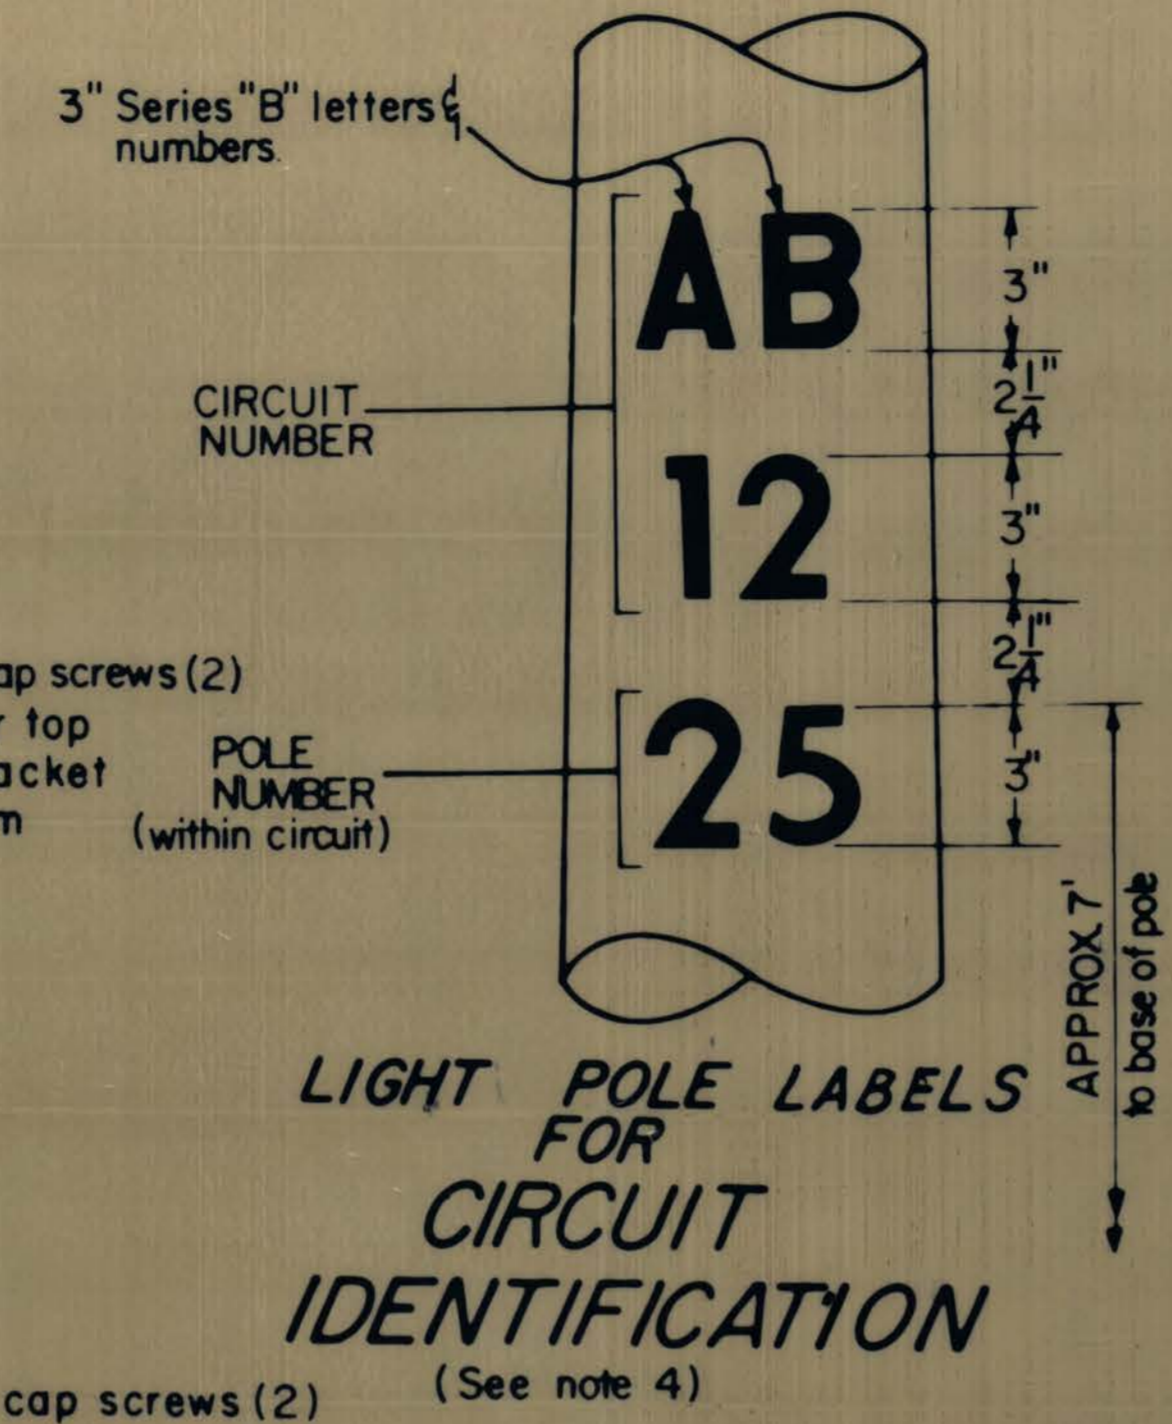 3" Series "B" letters &
numbers.
AB
3"
2 1/4"
CIRCUIT
NUMBER
12
3"
2 1/4"
ap screws (2)
r top
acket
m
POLE
NUMBER
(within circuit)
25
3"
APPROX. 7'
to base of pole
LIGHT POLE LABELS
FOR
CIRCUIT
IDENTIFICATION
(See note 4)
cap screws (2)